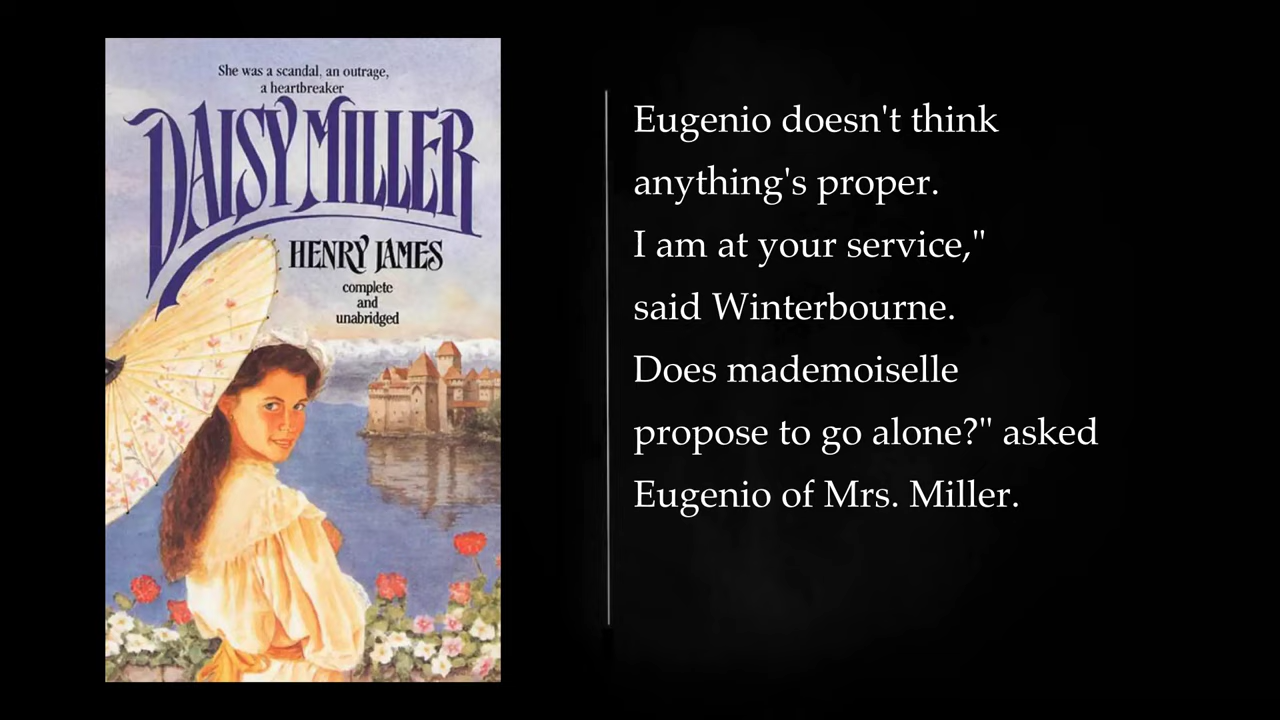 She was a scandal, an outrage,
a heartbreaker
DAISY MILLER
HENRY JAMES
complete
and
unabridged
Eugenio doesn't think
anything's proper.
I am at your service,"
said Winterbourne.
Does mademoiselle
propose to go alone?" asked
Eugenio of Mrs. Miller.